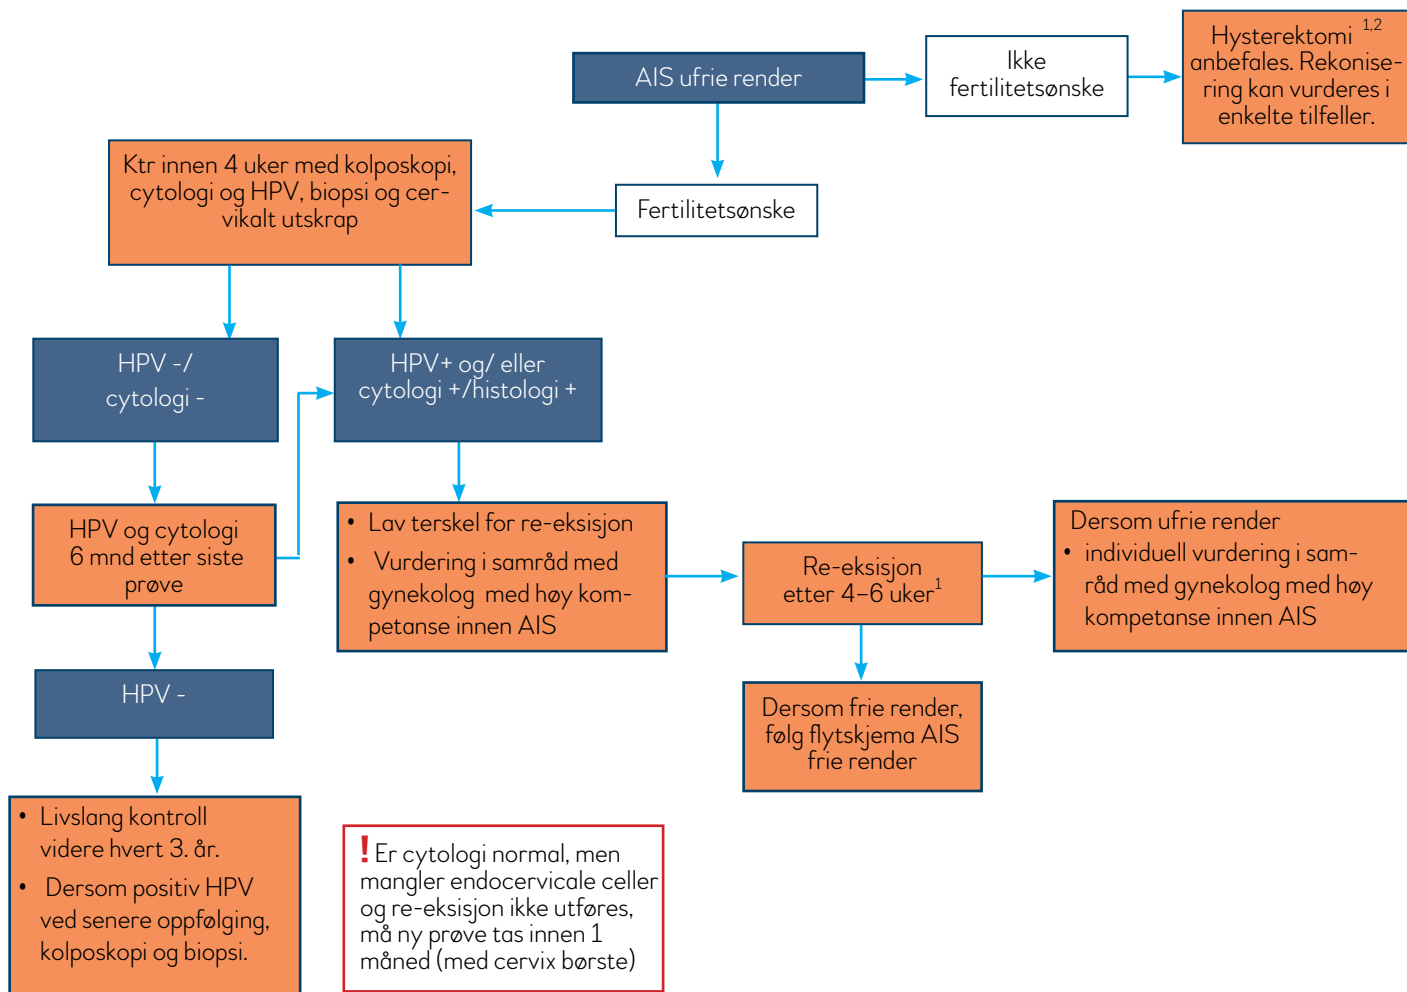 AIS ufrie render
Ikke
fertilitetsønske
Hysterektomi 1,2
anbefales. Rekonise-
ring kan vurderes i
enkelte tilfeller.
Fertilitetsønske
Ktr innen 4 uker med kolposkopi,
cytologi og HPV, biopsi og cer-
vikalt utskrap
HPV -/
cytologi -
HPV+ og/ eller
cytologi +/histologi +
HPV og cytologi
6 mnd etter siste
prøve
• Lav terskel for re-eksisjon
• Vurdering i samråd med
gynekolog med høy kom-
petanse innen AIS
Re-eksisjon
etter 4–6 uker1
Dersom ufrie render
• individuell vurdering i sam-
råd med gynekolog med høy
kompetanse innen AIS
HPV -
Dersom frie render,
følg flytskjema AIS
frie render
• Livslang kontroll
videre hvert 3. år.
• Dersom positiv HPV
ved senere oppfølging,
kolposkopi og biopsi.
! Er cytologi normal, men
mangler endocervicale celler
og re-eksisjon ikke utføres,
må ny prøve tas innen 1
måned (med cervix børste)